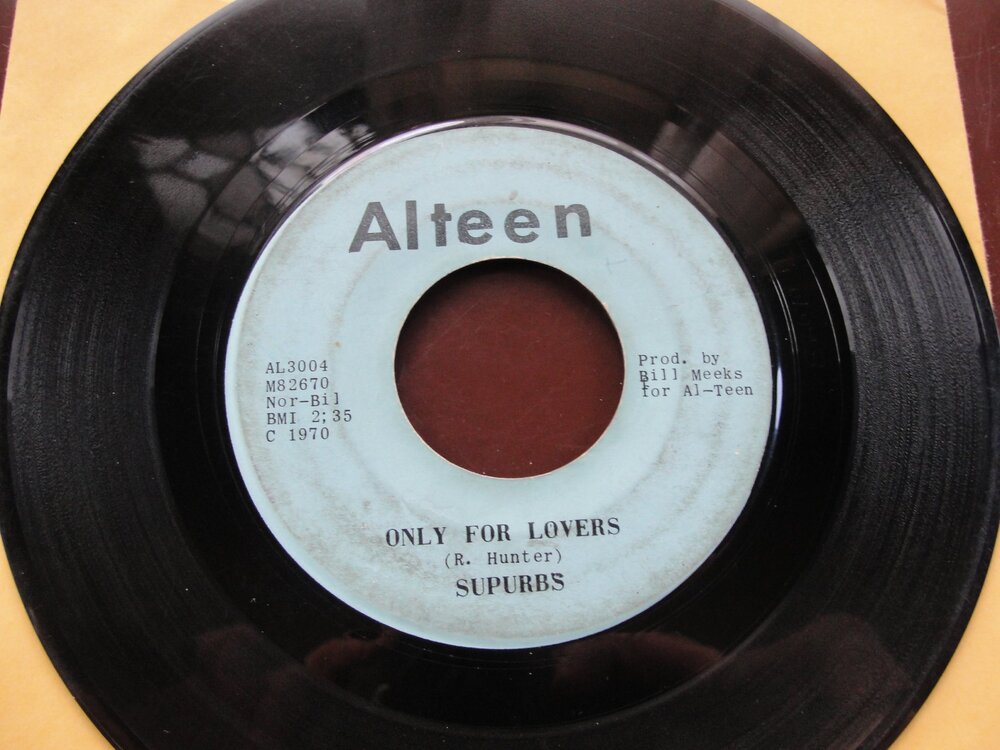 Alteen
AL3004
M82670
Nor-Bil
BMI 2;35
C 1970
Prod. by
Bill Meeks
for Al-Teen
ONLY FOR LOVERS
(R. Hunter)
SUPURBS